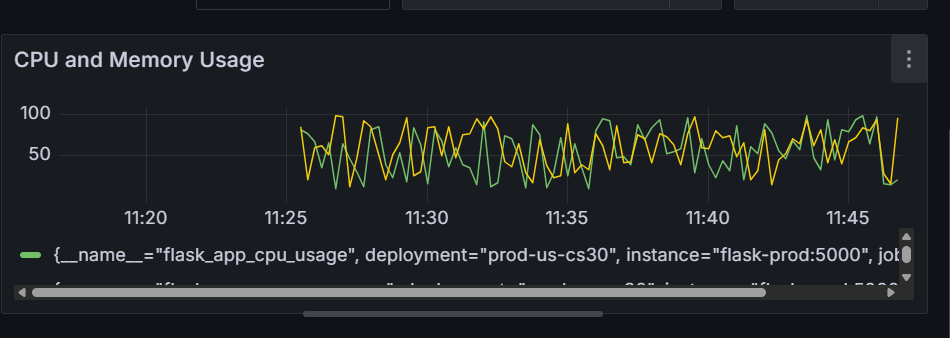 CPU and Memory Usage
100
50
11:20 11:25 11:30 11:35 11:40 11:45
{__name__="flask_app_cpu_usage", deployment="prod-us-cs30", instance="flask-prod:5000", job